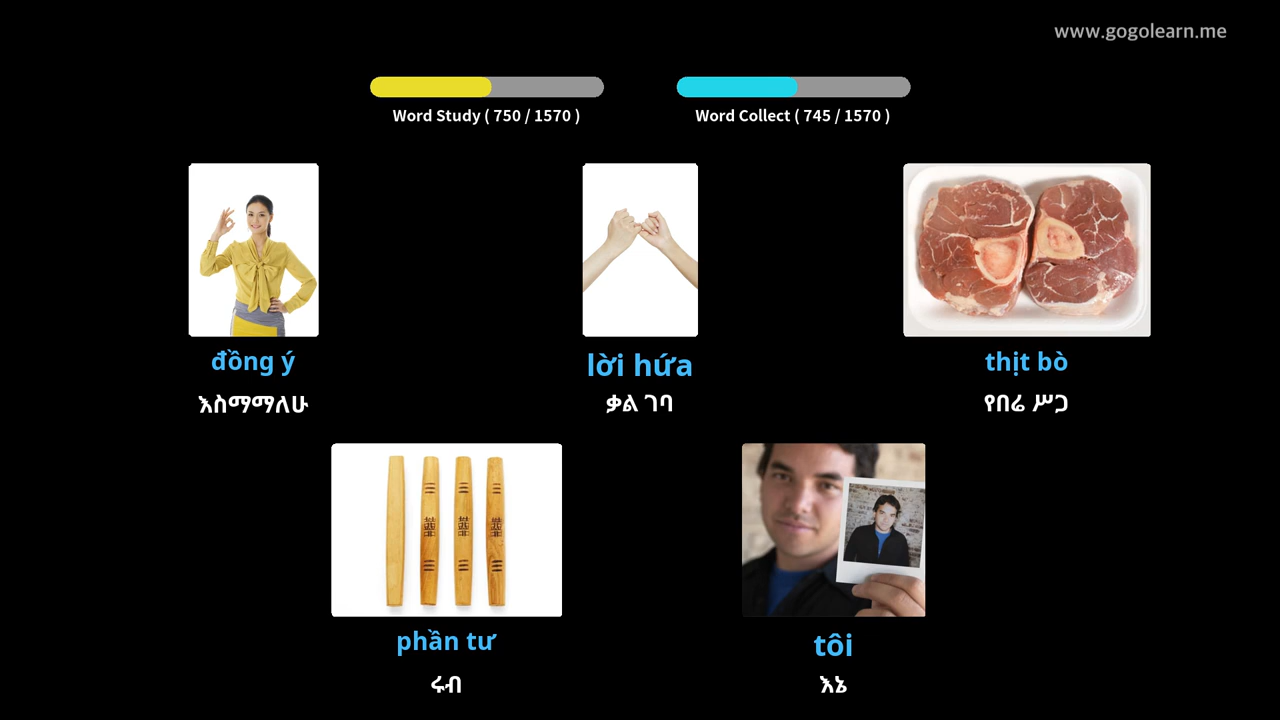 www.gogolearn.me
Word Study ( 750 / 1570 )
Word Collect ( 745 / 1570 )
đồng ý
እስማማለሁ
lời hứa
ቃል ገባ
thịt bò
የበሬ ሥጋ
phần tư
ሩብ
tôi
እኔ